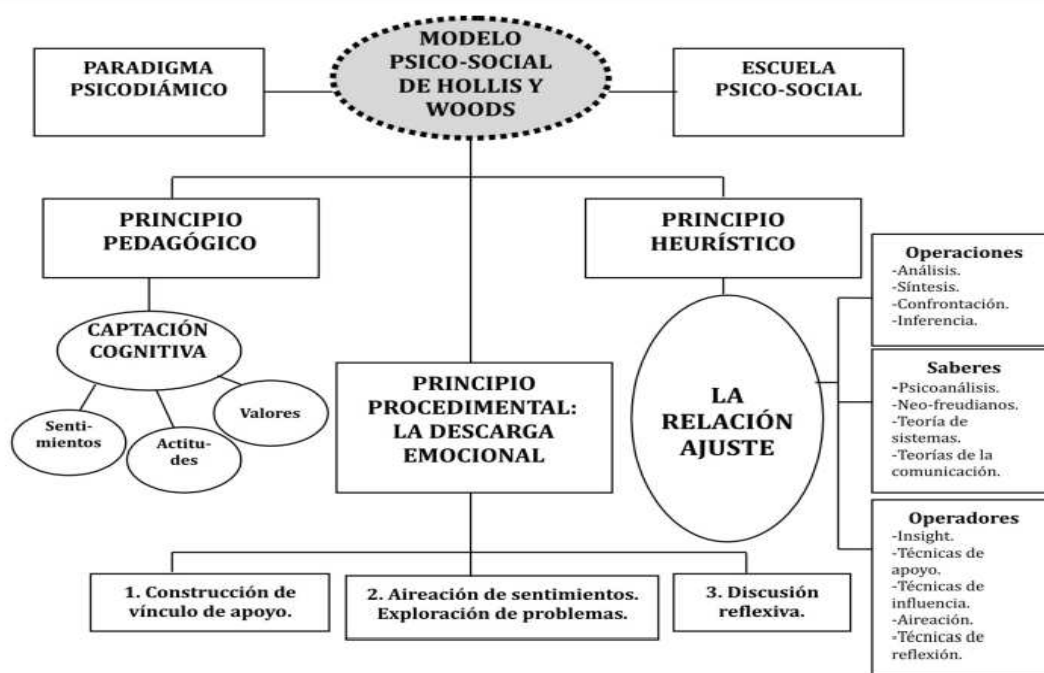 MODELO
PSICO-SOCIAL
DE HOLLIS Y
WOODS
PARADIGMA
PSICODIÁMICO
ESCUELA
PSICO-SOCIAL
PRINCIPIO
PEDAGÓGICO
CAPTACIÓN
COGNITIVA
Senti-
mientos
Actitu-
des
Valores
PRINCIPIO
PROCEDIMENTAL:
LA DESCARGA
EMOCIONAL
1. Construcción de
vínculo de apoyo.
2. Aireación de sentimientos.
Exploración de problemas.
3. Discusión
reflexiva.
PRINCIPIO
HEURÍSTICO
LA
RELACIÓN
AJUSTE
Operaciones
-Análisis.
-Síntesis.
-Confrontación.
-Inferencia.
Saberes
-Psicoanálisis.
-Neo-freudianos.
-Teoría de
sistemas.
-Teorías de la
comunicación.
Operadores
-Insight.
-Técnicas de
apoyo.
-Técnicas de
influencia.
-Aireación.
-Técnicas de
reflexión.